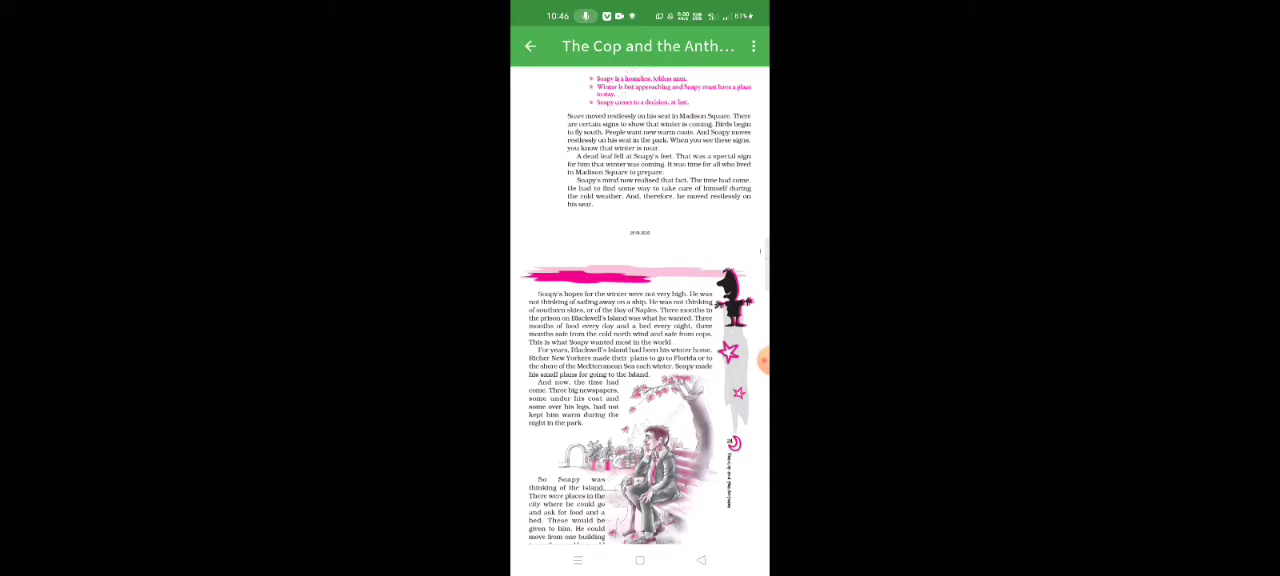 10:46
0.00
61%
The Cop and the Anth...
Soapy is a homeless, jobless man.
Winter is fast approaching and Soapy must have a place
to stay.
Soapy comes to a decision, at last.
SOAPY moved restlessly on his seat in Madison Square. There
are certain signs to show that winter is coming. Birds begin
to fly south. People want new warm coats. And Soapy moves
restlessly on his seat in the park. When you see these signs,
you know that winter is near.
A dead leaf fell at Soapy's feet. That was a special sign
for him that winter was coming. It was time for all who lived
in Madison Square to prepare.
Soapy's mind now realised that fact. The time had come.
He had to find some way to take care of himself during
the cold weather. And, therefore, he moved restlessly on
his seat.
2019-2020
Soapy's hopes for the winter were not very high. He was
not thinking of sailing away on a ship. He was not thinking
of southern skies, or of the Bay of Naples. Three months in
the prison on Blackwell's Island was what he wanted. Three
months of food every day and a bed every night, three
months safe from the cold north wind and safe from cops.
This is what Soapy wanted most in the world.
For years, Blackwell's Island had been his winter home.
Richer New Yorkers made their plans to go to Florida or to
the shore of the Mediterranean Sea each winter. Soapy made
his small plans for going to the Island.
And now, the time had
come. Three big newspapers,
some under his coat and
some over his legs, had not
kept him warm during the
night in the park.
21
The Cop and the Anthem
So Soapy was
thinking of the Island.
There were places in the
city where he could go
and ask for food and a
bed. These would be
given to him. He could
move from one building